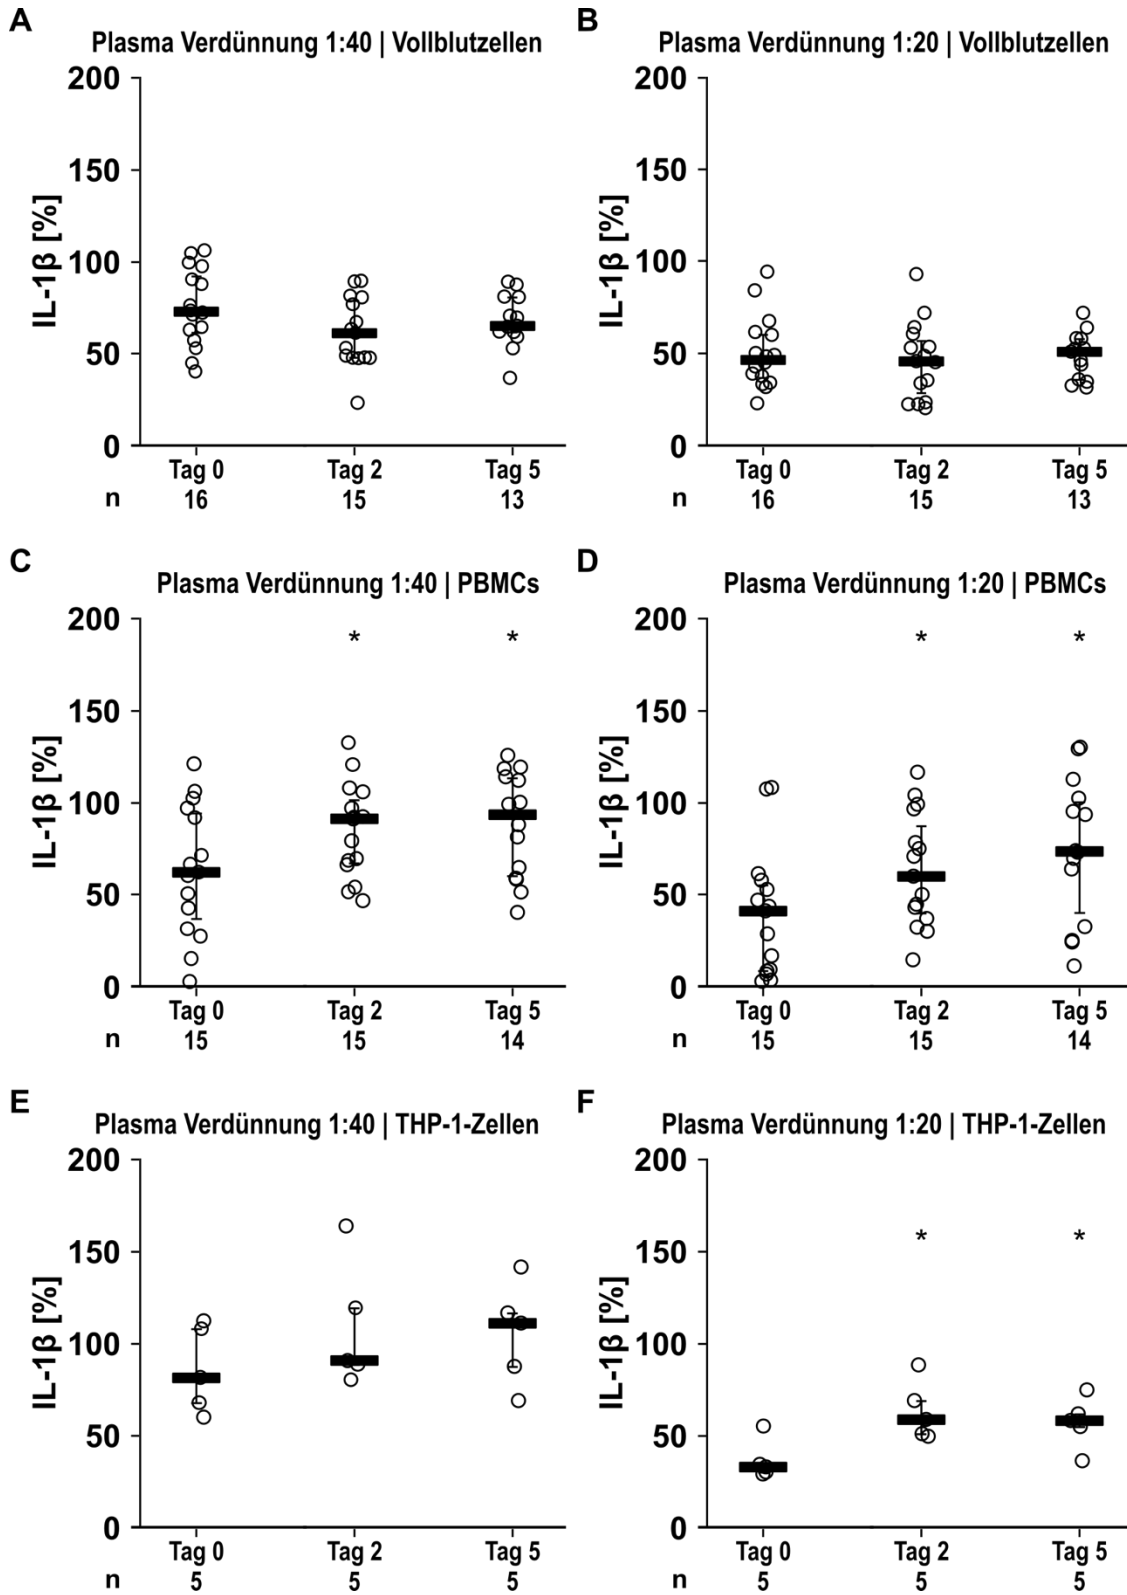 A
Plasma Verdünnung 1:40 | Vollblutzellen
IL-1β [%]
200
150
100
50
0
Tag 0 Tag 2 Tag 5
n 16 15 13
B
Plasma Verdünnung 1:20 | Vollblutzellen
IL-1β [%]
200
150
100
50
0
Tag 0 Tag 2 Tag 5
n 16 15 13
C
Plasma Verdünnung 1:40 | PBMCs
IL-1β [%]
200
* *
150
100
50
0
Tag 0 Tag 2 Tag 5
n 15 15 14
D
Plasma Verdünnung 1:20 | PBMCs
IL-1β [%]
200
* *
150
100
50
0
Tag 0 Tag 2 Tag 5
n 15 15 14
E
Plasma Verdünnung 1:40 | THP-1-Zellen
IL-1β [%]
200
150
100
50
0
Tag 0 Tag 2 Tag 5
n 5 5 5
F
Plasma Verdünnung 1:20 | THP-1-Zellen
IL-1β [%]
200
* *
150
100
50
0
Tag 0 Tag 2 Tag 5
n 5 5 5